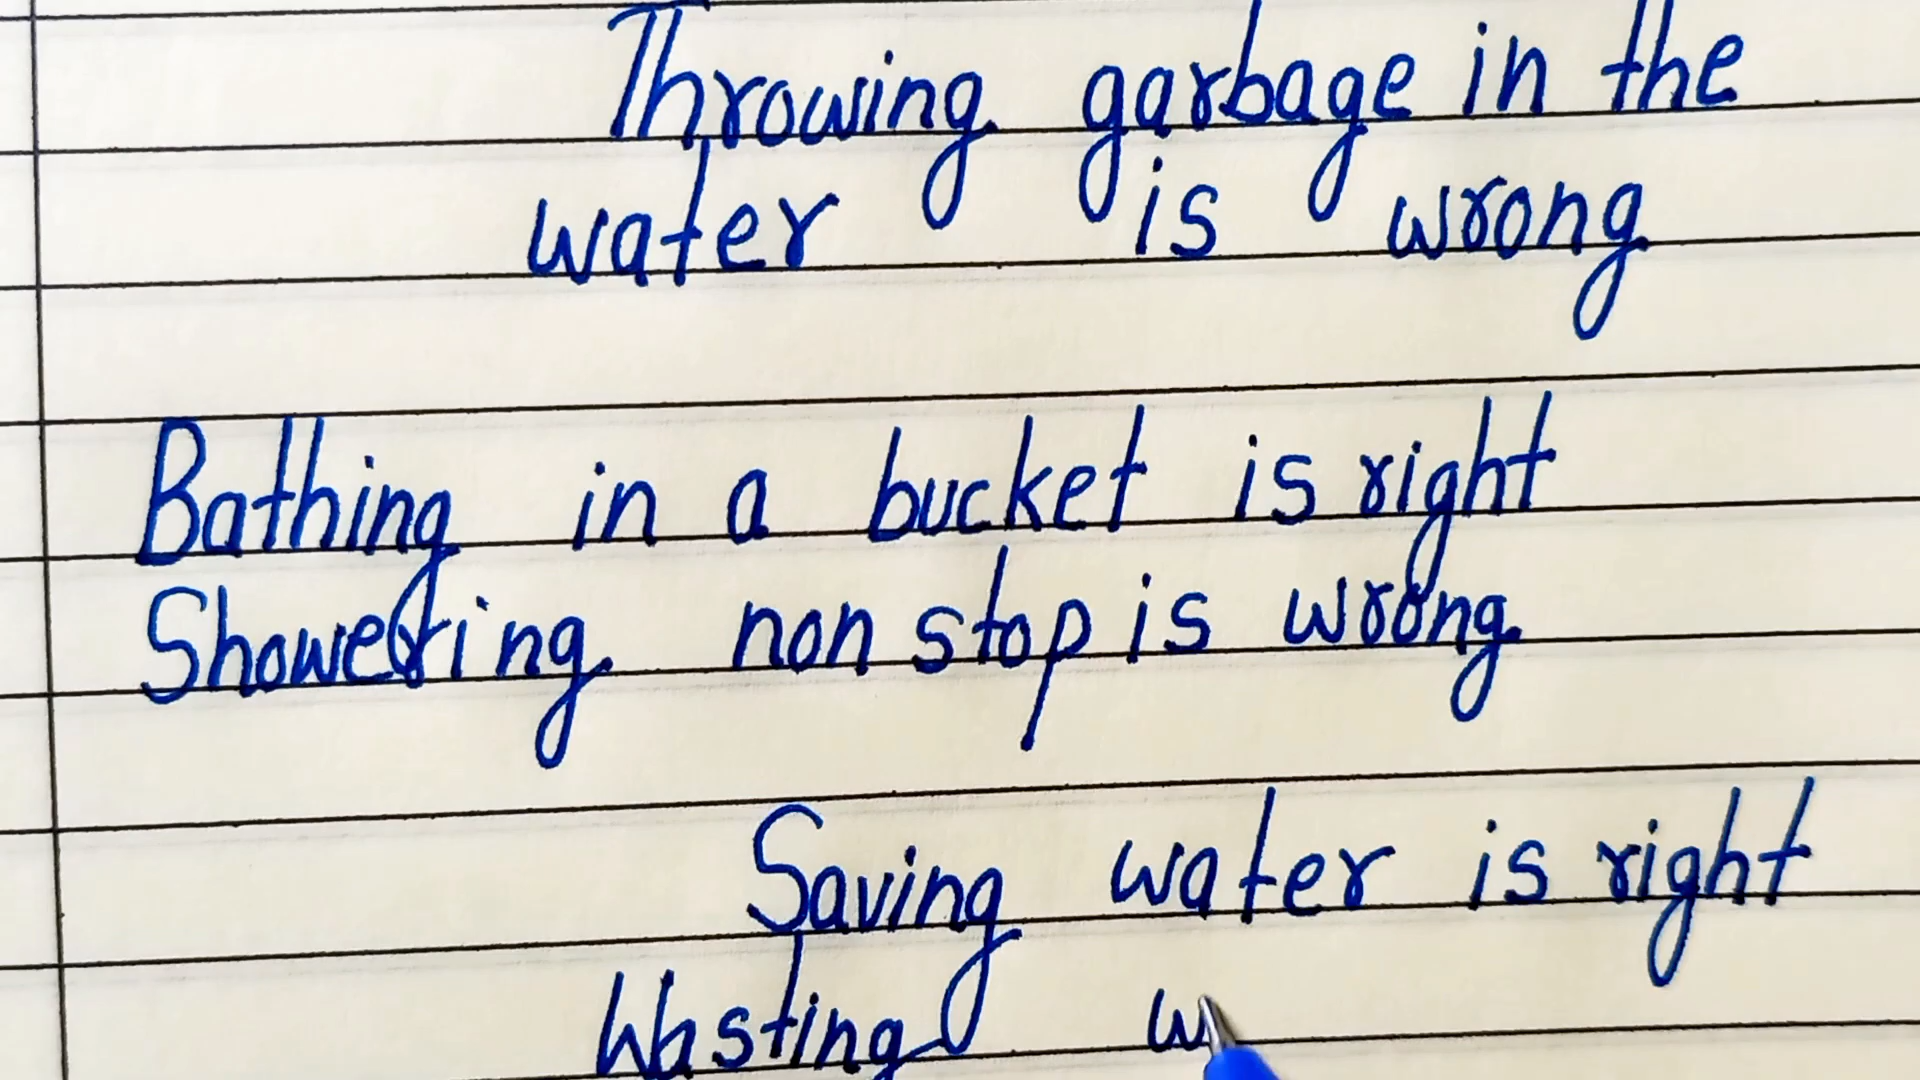 Throwing garbage in the
water is wrong
Bathing in a bucket is right
Showering non stop is wrong
Saving water is right
Wasting w